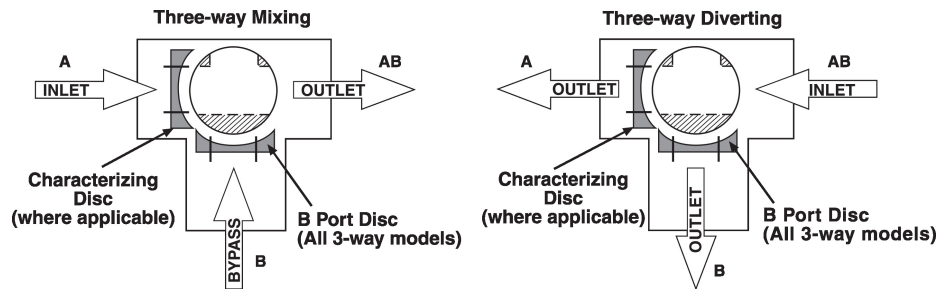 Three-way Mixing
A
AB
INLET
OUTLET
Characterizing
Disc
(where applicable)
B Port Disc
(All 3-way models)
BYPASS
B
Three-way Diverting
A
AB
OUTLET
INLET
Characterizing
Disc
(where applicable)
B Port Disc
(All 3-way models)
OUTLET
B